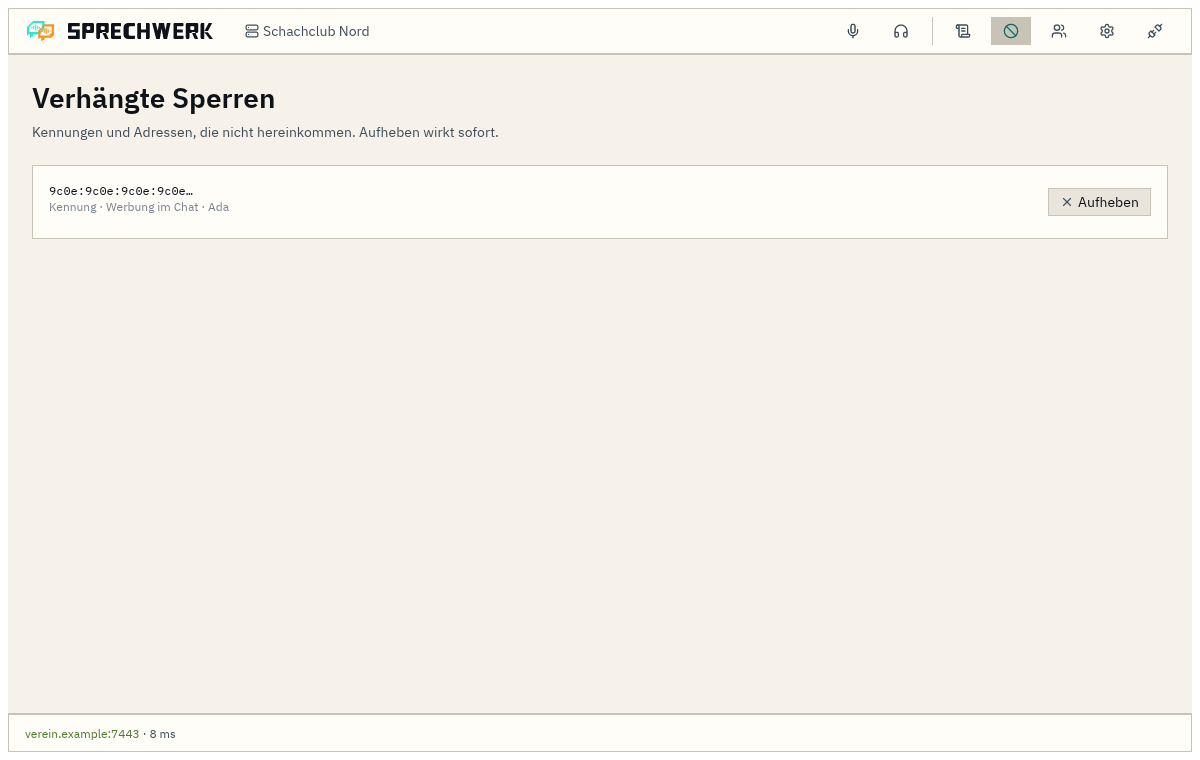 SPRECHWERK
Schachclub Nord
Verhängte Sperren
Kennungen und Adressen, die nicht hereinkommen. Aufheben wirkt sofort.
9c0e:9c0e:9c0e:9c0e…
Kennung · Werbung im Chat · Ada
Aufheben
verein.example:7443 · 8 ms